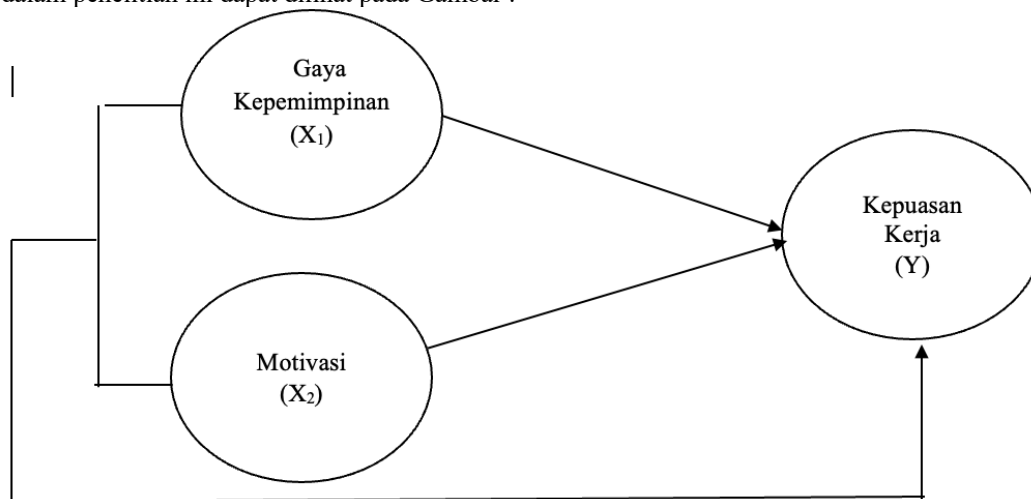 dalam penelitian ini dapat dilihat pada Gambar :
Gaya
Kepemimpinan
(X₁)
Kepuasan
Kerja
(Y)
Motivasi
(X₂)